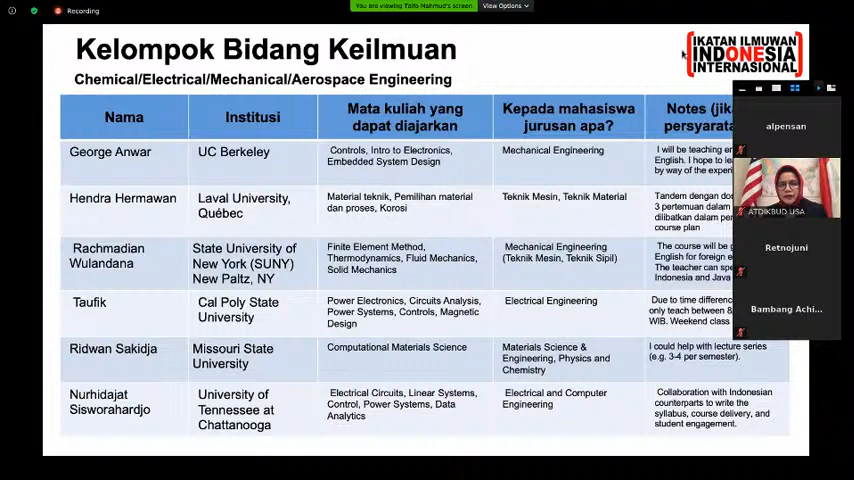 Recording
You are viewing Taifo Mahmud's screen
View Options
Kelompok Bidang Keilmuan
IKATAN ILMUWAN
INDONESIA
INTERNASIONAL
Chemical/Electrical/Mechanical/Aerospace Engineering
Nama
Institusi
Mata kuliah yang
dapat diajarkan
Kepada mahasiswa
jurusan apa?
Notes (jik
persyarata
George Anwar
UC Berkeley
Controls, Intro to Electronics,
Embedded System Design
Mechanical Engineering
I will be teaching en
English. I hope to lea
by way of the experi
Hendra Hermawan
Laval University,
Québec
Material teknik, Pemilihan material
dan proses, Korosi
Teknik Mesin, Teknik Material
Tandem dengan do
3 pertemuan dalam
dilibatkan dalam pe
course plan
Rachmadian
Wulandana
State University of
New York (SUNY)
New Paltz, NY
Finite Element Method,
Thermodynamics, Fluid Mechanics,
Solid Mechanics
Mechanical Engineering
(Teknik Mesin, Teknik Sipil)
The course will be g
English for foreign e
The teacher can spe
Indonesia and Java
Taufik
Cal Poly State
University
Power Electronics, Circuits Analysis,
Power Systems, Controls, Magnetic
Design
Electrical Engineering
Due to time differenc
only teach between 8
WIB. Weekend class
Ridwan Sakidja
Missouri State
University
Computational Materials Science
Materials Science &
Engineering, Physics and
Chemistry
I could help with lecture series
(e.g. 3-4 per semester).
Nurhidajat
Sisworahardjo
University of
Tennessee at
Chattanooga
Electrical Circuits, Linear Systems,
Control, Power Systems, Data
Analytics
Electrical and Computer
Engineering
Collaboration with Indonesian
counterparts to write the
syllabus, course delivery, and
student engagement.
alpensan
ATDIKBUD USA
Retnojuni
Bambang Achi...